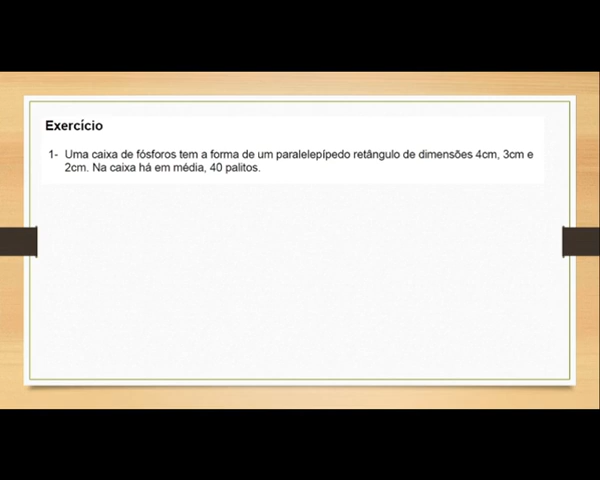 Exercício
1- Uma caixa de fósforos tem a forma de um paralelepípedo retângulo de dimensões 4cm, 3cm e
2cm. Na caixa há em média, 40 palitos.